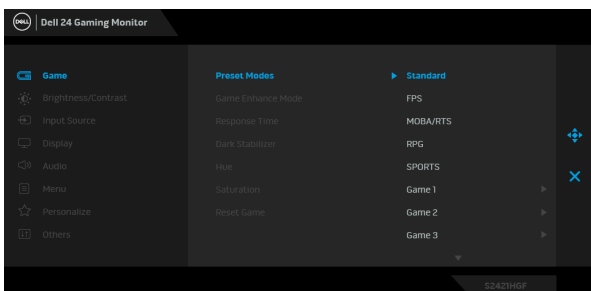 DELL
Dell 24 Gaming Monitor
Game
Brightness/Contrast
Input Source
Display
Audio
Menu
Personalize
Others
Preset Modes
Game Enhance Mode
Response Time
Dark Stabilizer
Hue
Saturation
Reset Game
Standard
FPS
MOBA/RTS
RPG
SPORTS
Game 1
Game 2
Game 3
S2421HGF